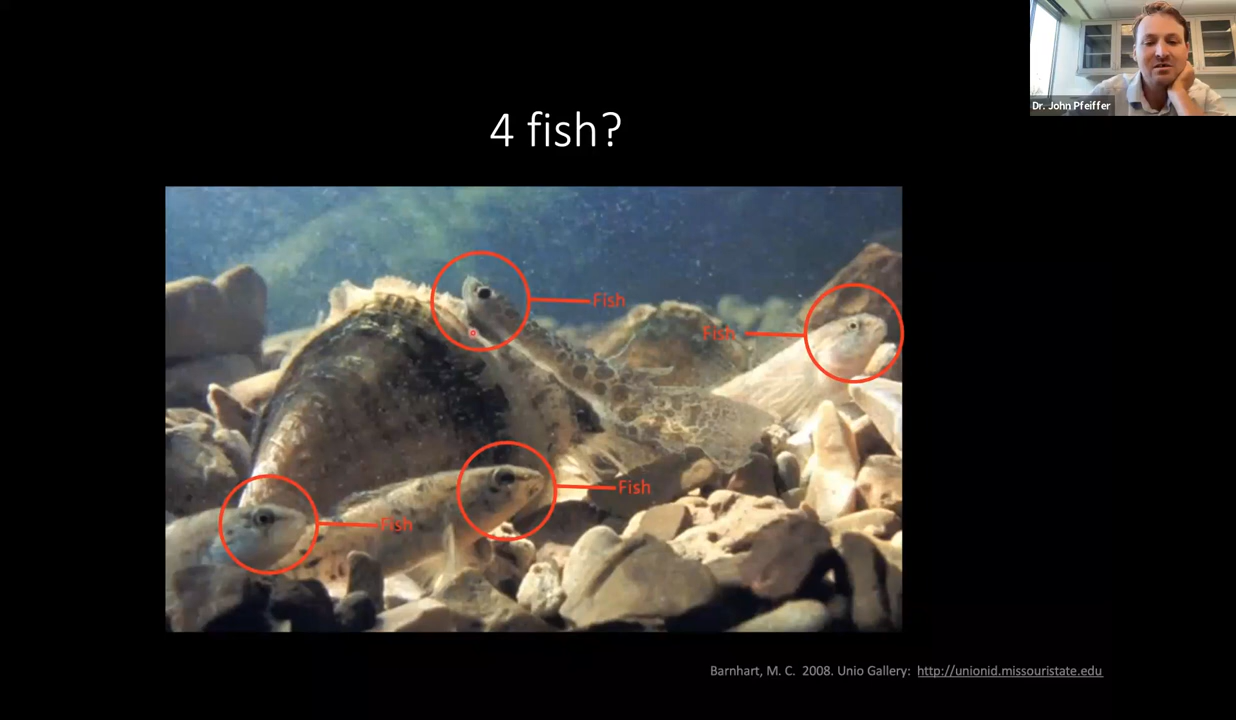 Dr. John Pfeiffer
4 fish?
Fish
Fish
Fish
Fish
Barnhart, M. C. 2008. Unio Gallery: http://unionid.missouristate.edu